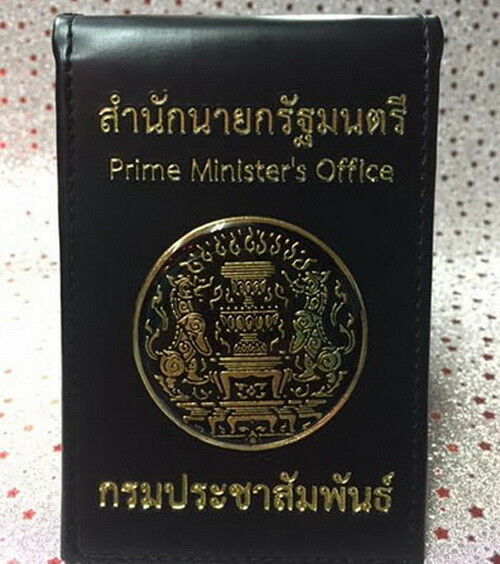 สำนักนายกรัฐมนตรี
Prime Minister's Office
กรมประชาสัมพันธ์